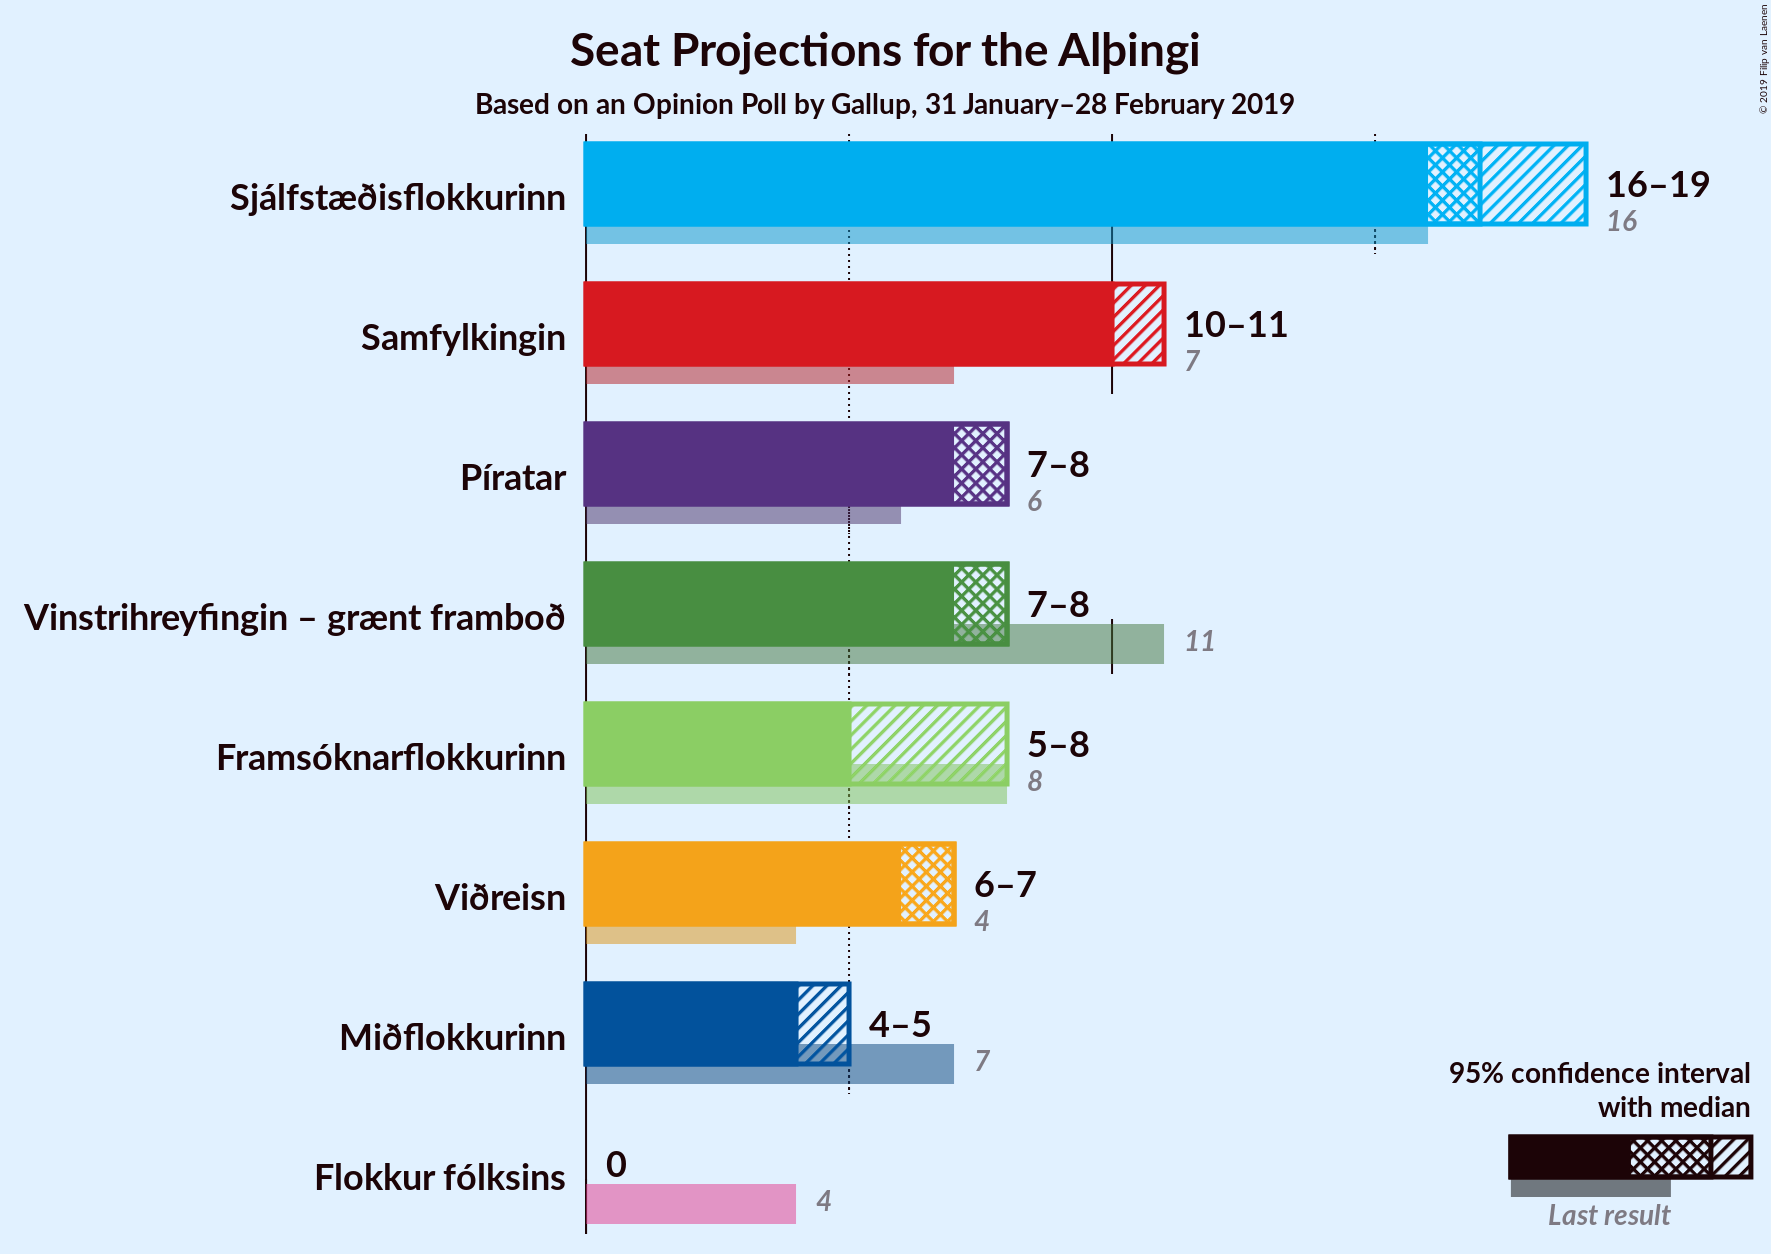 Seat Projections for the Alþingi
Based on an Opinion Poll by Gallup, 31 January–28 February 2019
© 2019 Filip van Laenen
Sjálfstæðisflokkurinn
16–19
16
Samfylkingin
10–11
7
Píratar
7–8
6
Vinstrihreyfingin – grænt framboð
7–8
11
Framsóknarflokkurinn
5–8
8
Viðreisn
6–7
4
Miðflokkurinn
4–5
7
Flokkur fólksins
0
4
95% confidence interval
with median
Last result